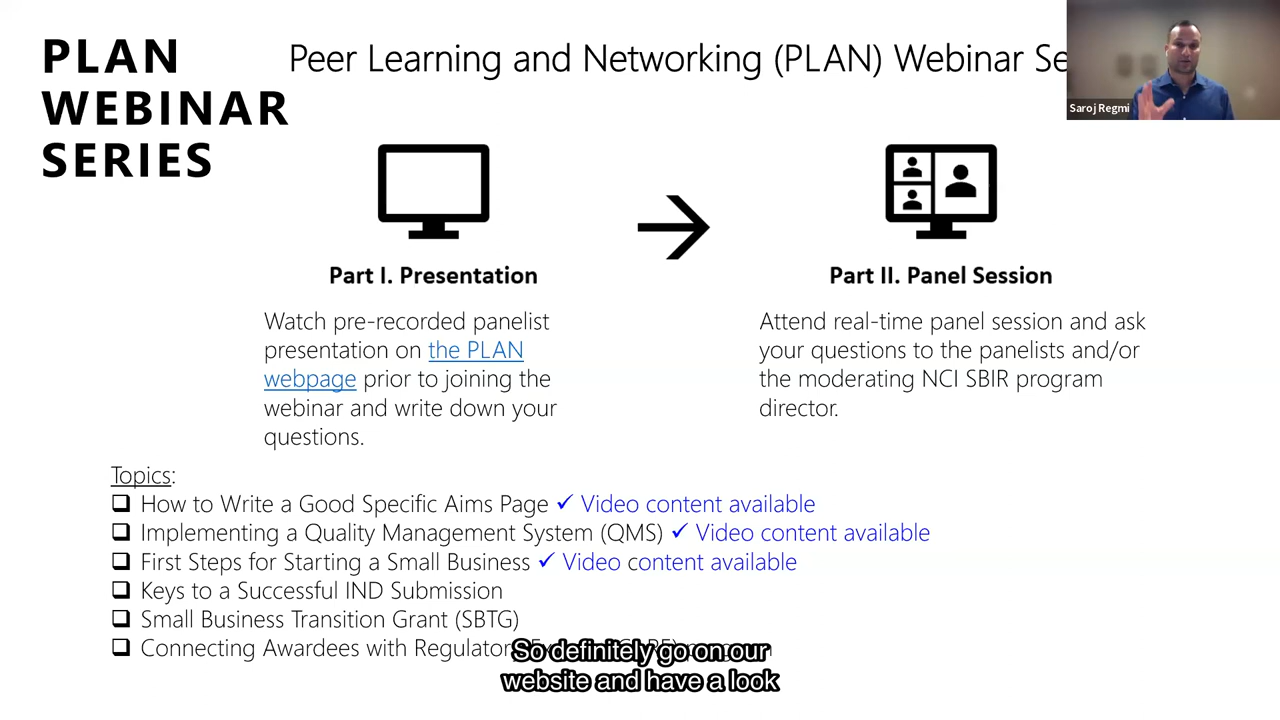 PLAN
WEBINAR
SERIES
Peer Learning and Networking (PLAN) Webinar
Saroj Regmi
Part I. Presentation
Watch pre-recorded panelist
presentation on the PLAN
webpage prior to joining the
webinar and write down your
questions.
Part II. Panel Session
Attend real-time panel session and ask
your questions to the panelists and/or
the moderating NCI SBIR program
director.
Topics:
How to Write a Good Specific Aims Page ✓ Video content available
Implementing a Quality Management System (QMS) ✓ Video content available
First Steps for Starting a Small Business ✓ Video content available
Keys to a Successful IND Submission
Small Business Transition Grant (SBTG)
Connecting Awardees with
So definitely go on our
website and have a look